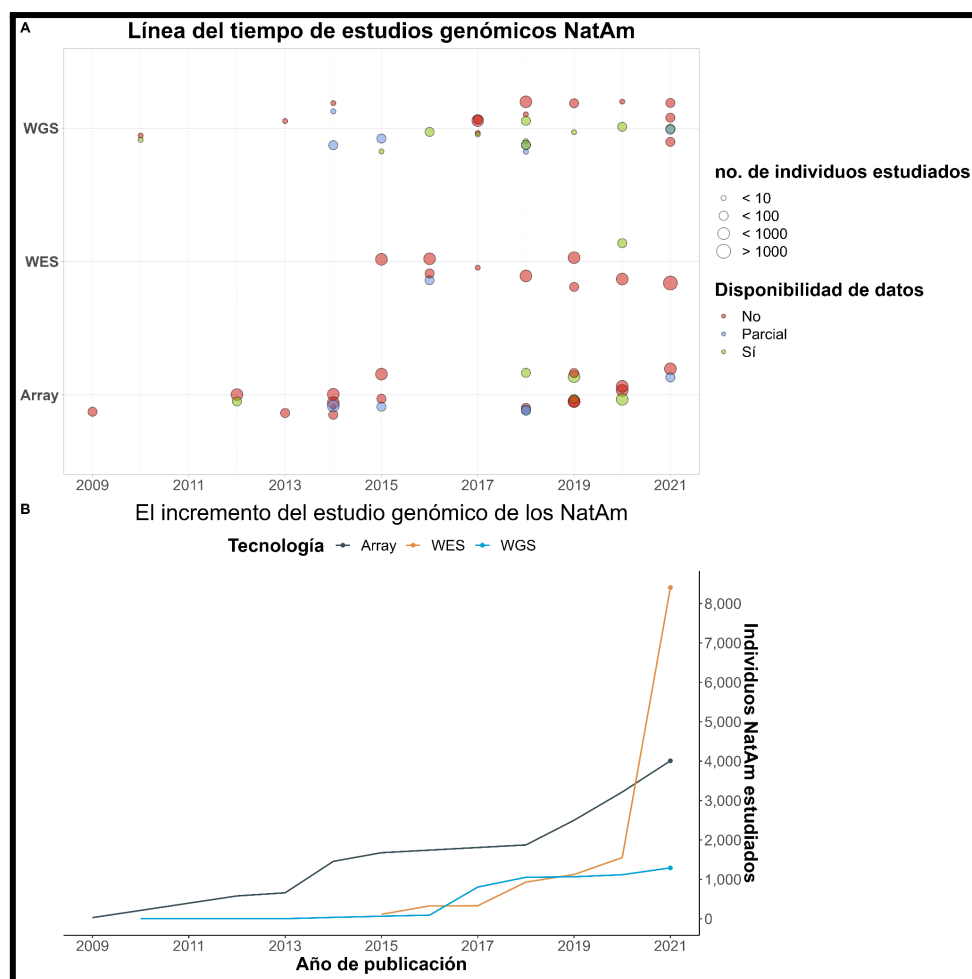 A
Línea del tiempo de estudios genómicos NatAm
WGS
WES
Array
2009 2011 2013 2015 2017 2019 2021
no. de individuos estudiados
< 10
< 100
< 1000
> 1000
Disponibilidad de datos
No
Parcial
Sí
B
El incremento del estudio genómico de los NatAm
Tecnología Array WES WGS
8,000
7,000
6,000
5,000
4,000
3,000
2,000
1,000
0
Individuos NatAm estudiados
2009 2011 2013 2015 2017 2019 2021
Año de publicación